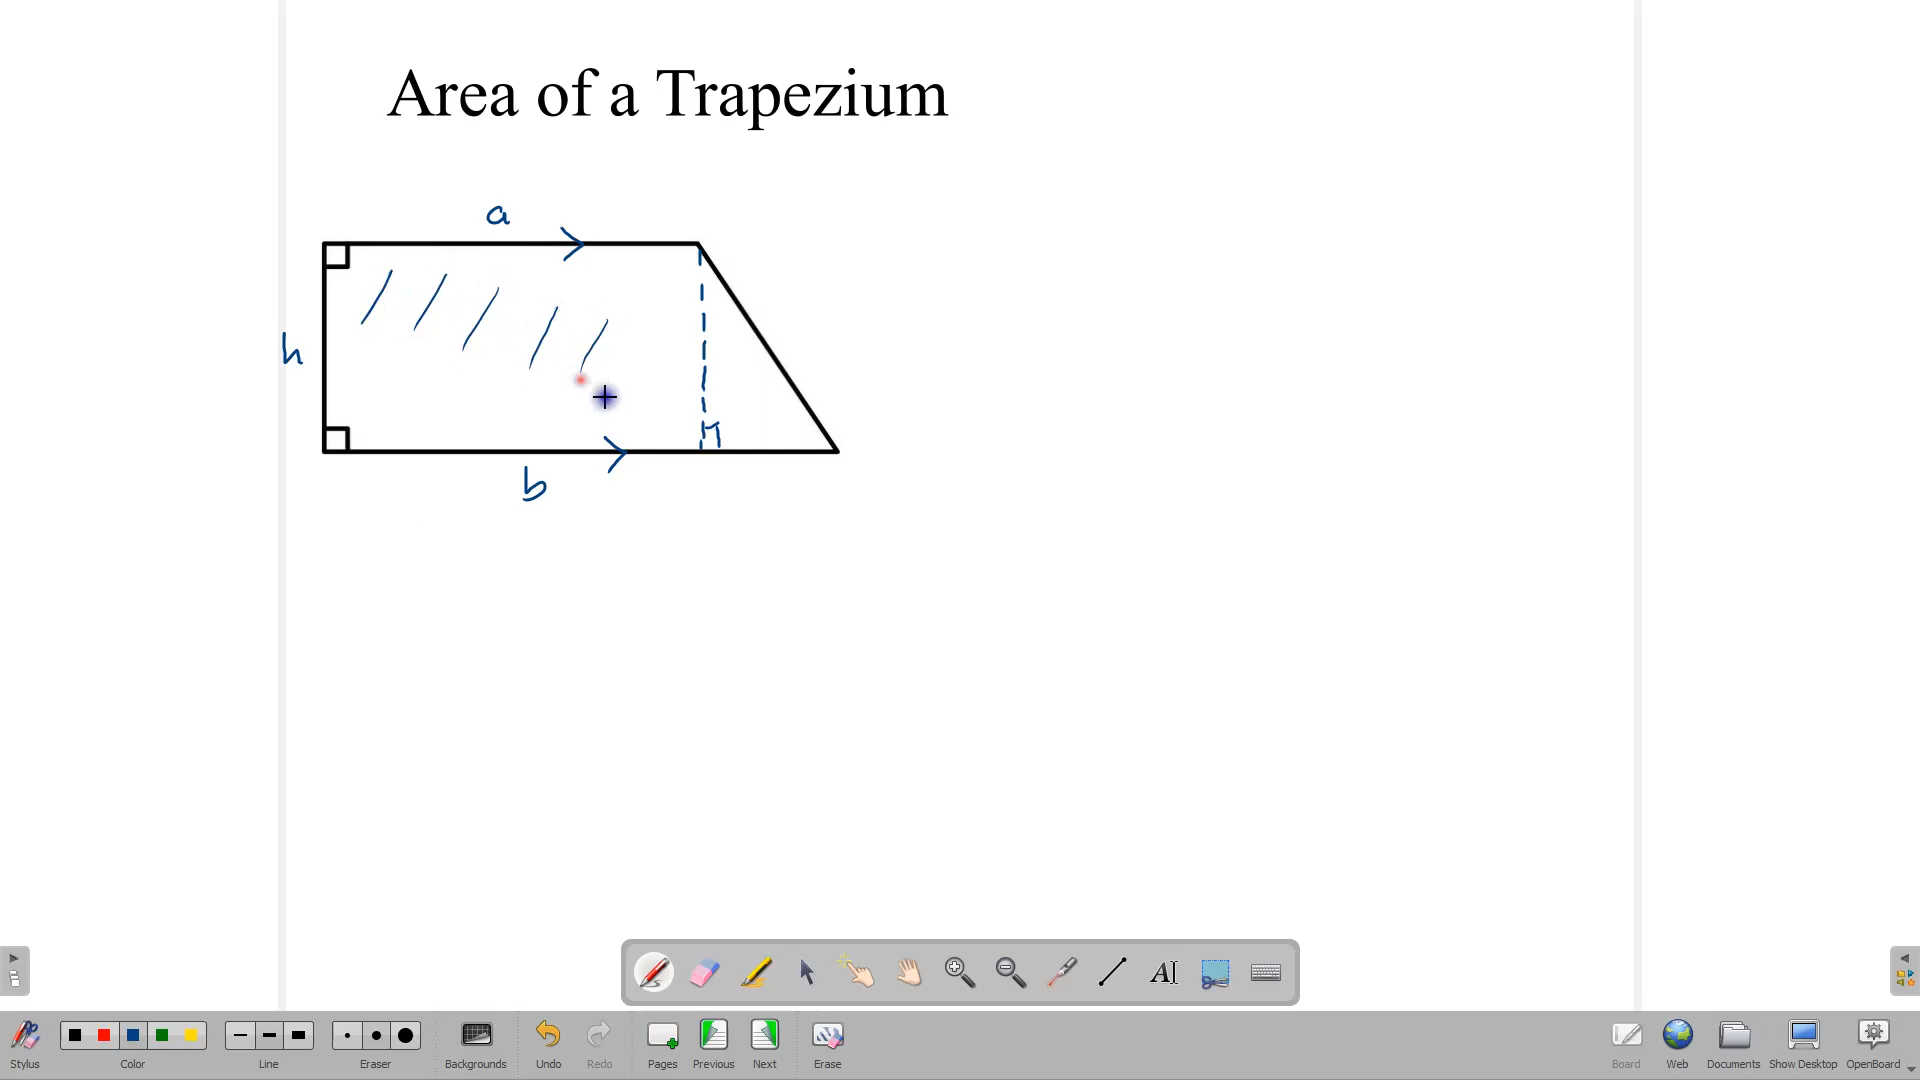 Area of a Trapezium
a
h
b
AI
Stylus
Color
Line
Eraser
Backgrounds
Undo
Redo
Pages
Previous
Next
Erase
Board
Web
Documents
Show Desktop
OpenBoard